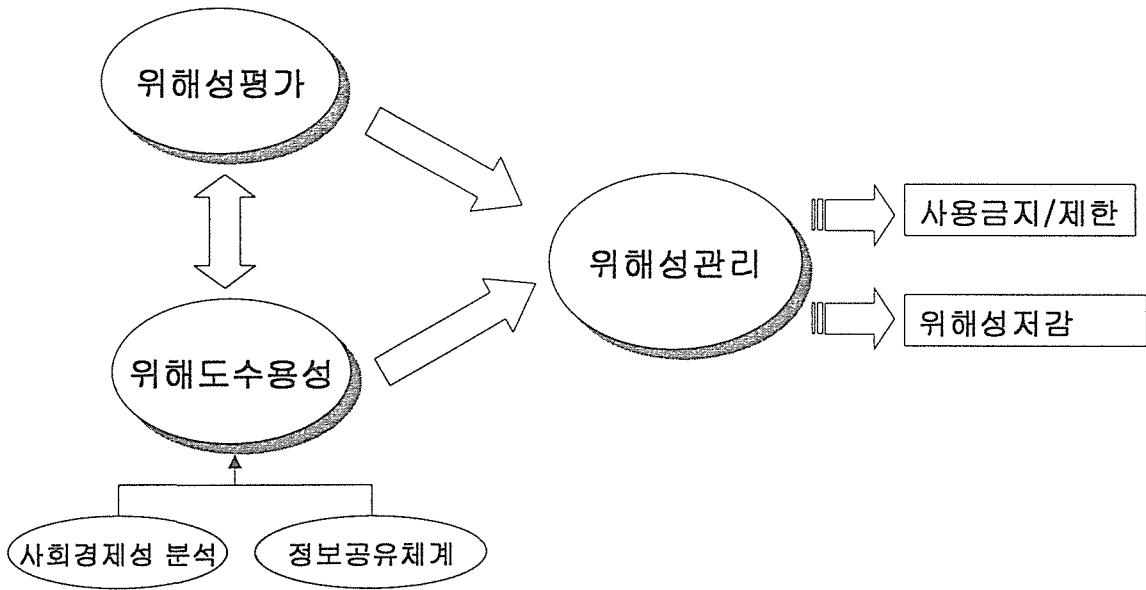 위해성평가
위해도수용성
사회경제성 분석
정보공유체계
위해성관리
사용금지/제한
위해성저감